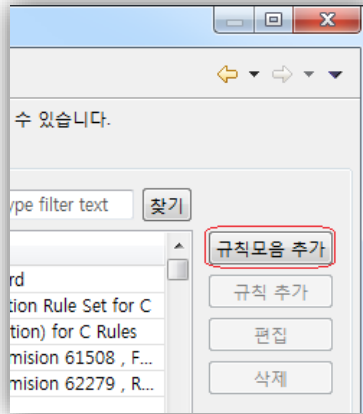 수 있습니다.
ype filter text 찾기
규칙모음 추가
rd
규칙 추가
tion Rule Set for C
tion) for C Rules
편집
mision 61508 , F...
mision 62279 , R...
삭제